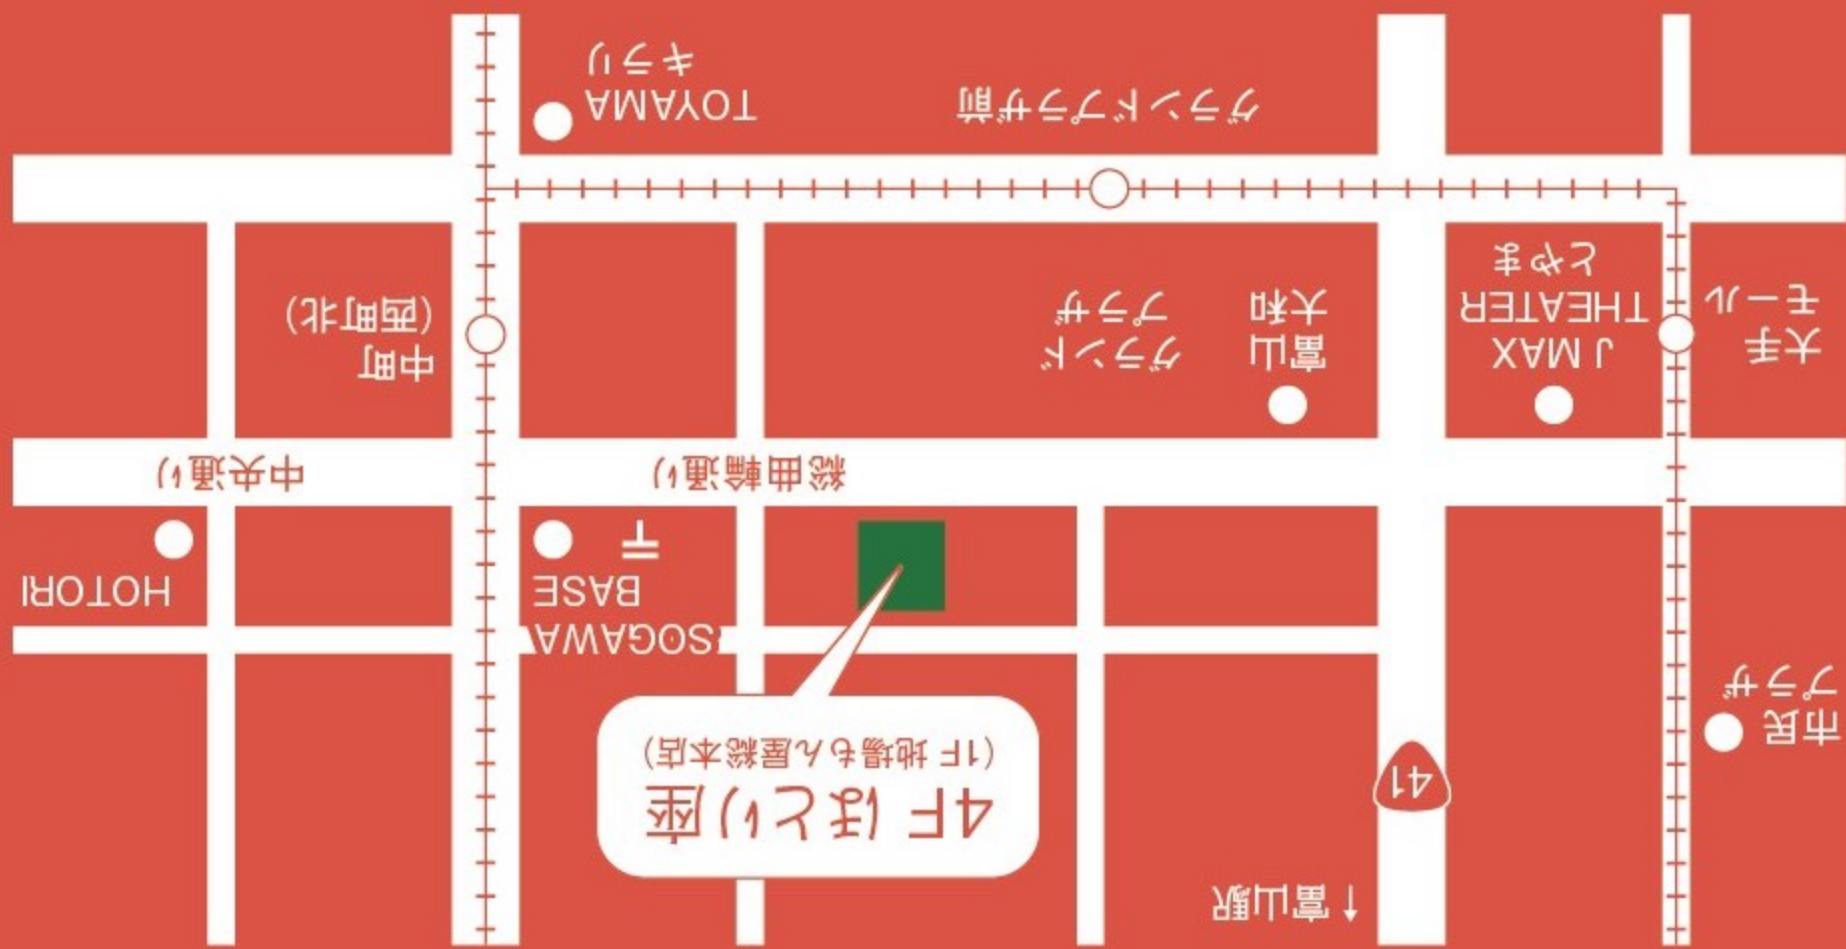 ↑富山駅
41
4F ほとり座
(1F 地場もん屋総本店)
市民
プラザ
SOGAWA
BASE
〒
HOTORI
総曲輪通り
中央通り
大手
モール
J MAX
THEATER
とやま
富山
大和
グランド
プラザ
中町
(西町北)
グランドプラザ前
TOYAMA
キラリ